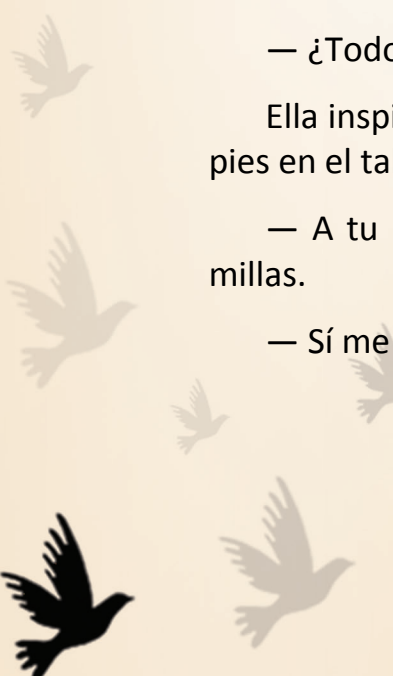 — ¿Todo
Ella inspi
pies en el ta
— A tu
millas.
— Sí me